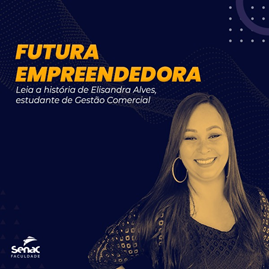 FUTURA
EMPREENDEDORA
Leia a história de Elisandra Alves,
estudante de Gestão Comercial
Senac
FACULDADE